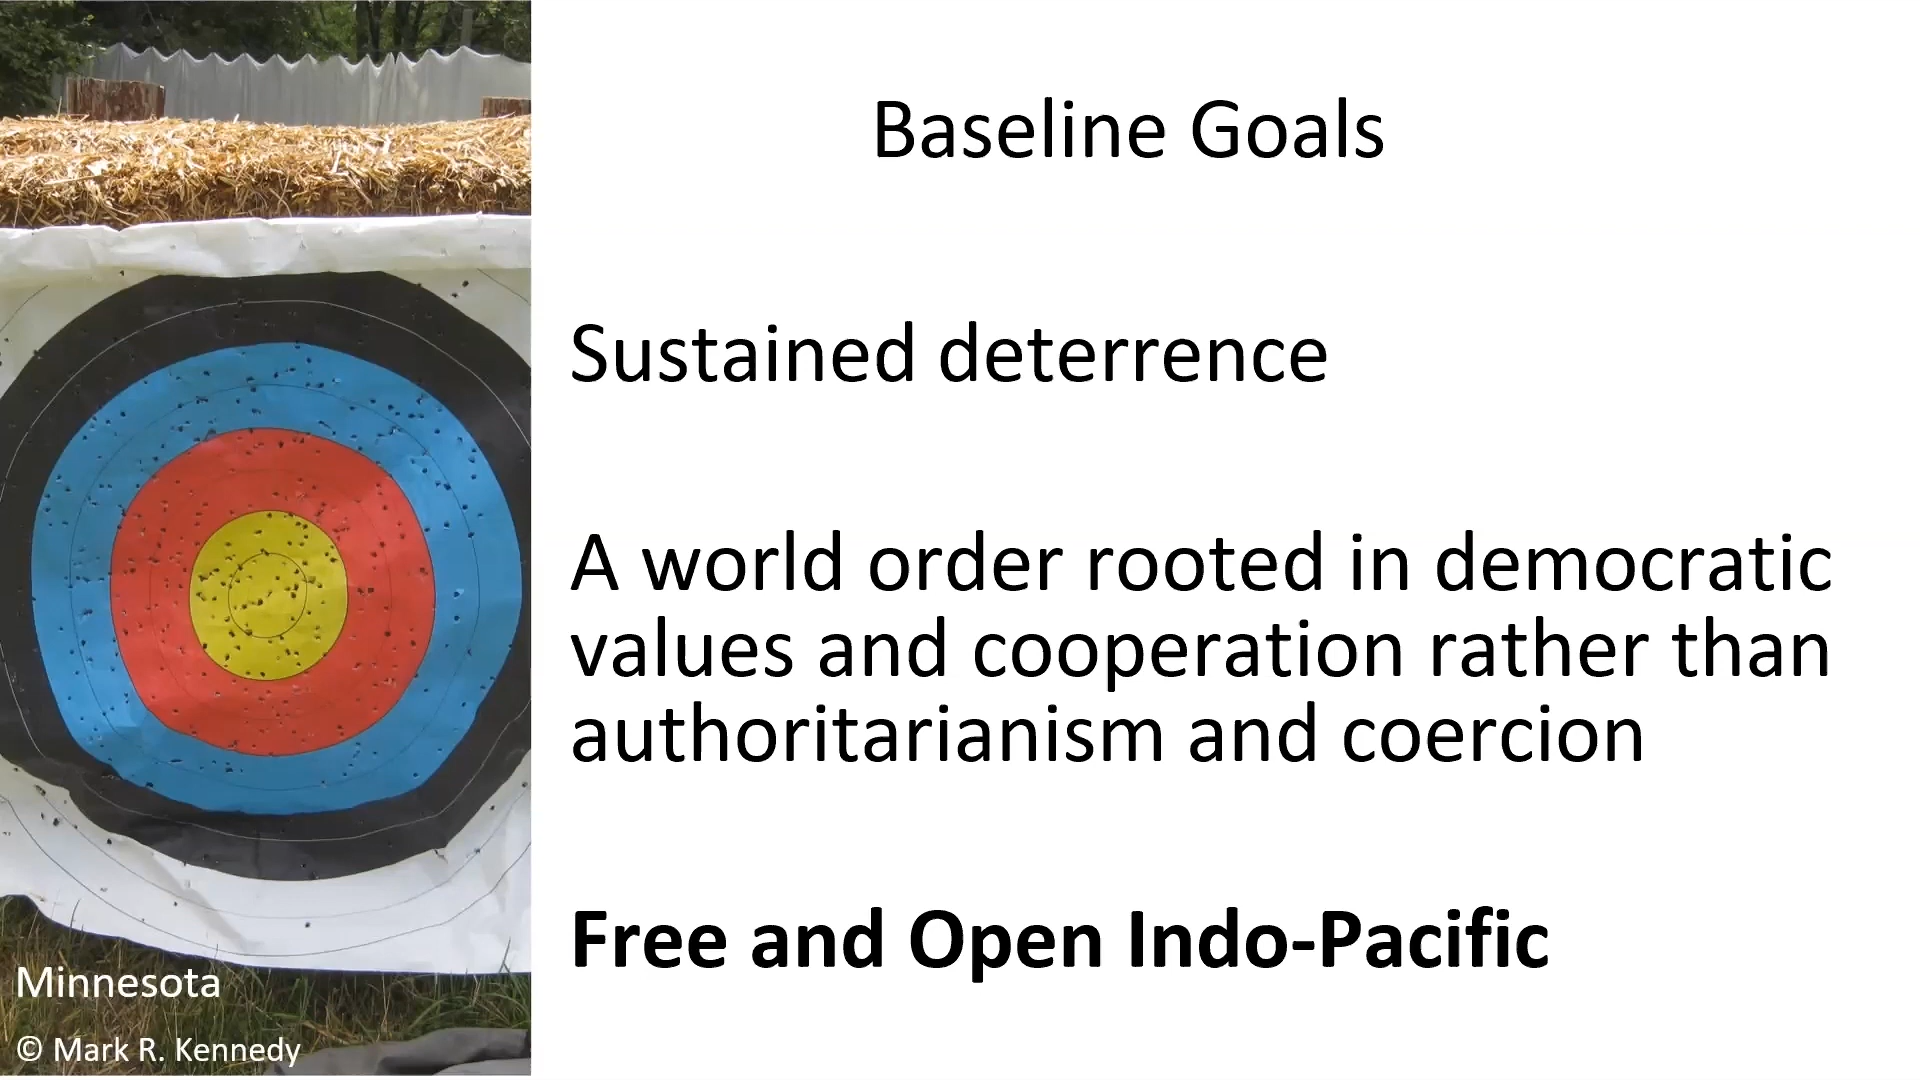 Baseline Goals
Sustained deterrence
A world order rooted in democratic
values and cooperation rather than
authoritarianism and coercion
Free and Open Indo-Pacific
Minnesota
© Mark R. Kennedy